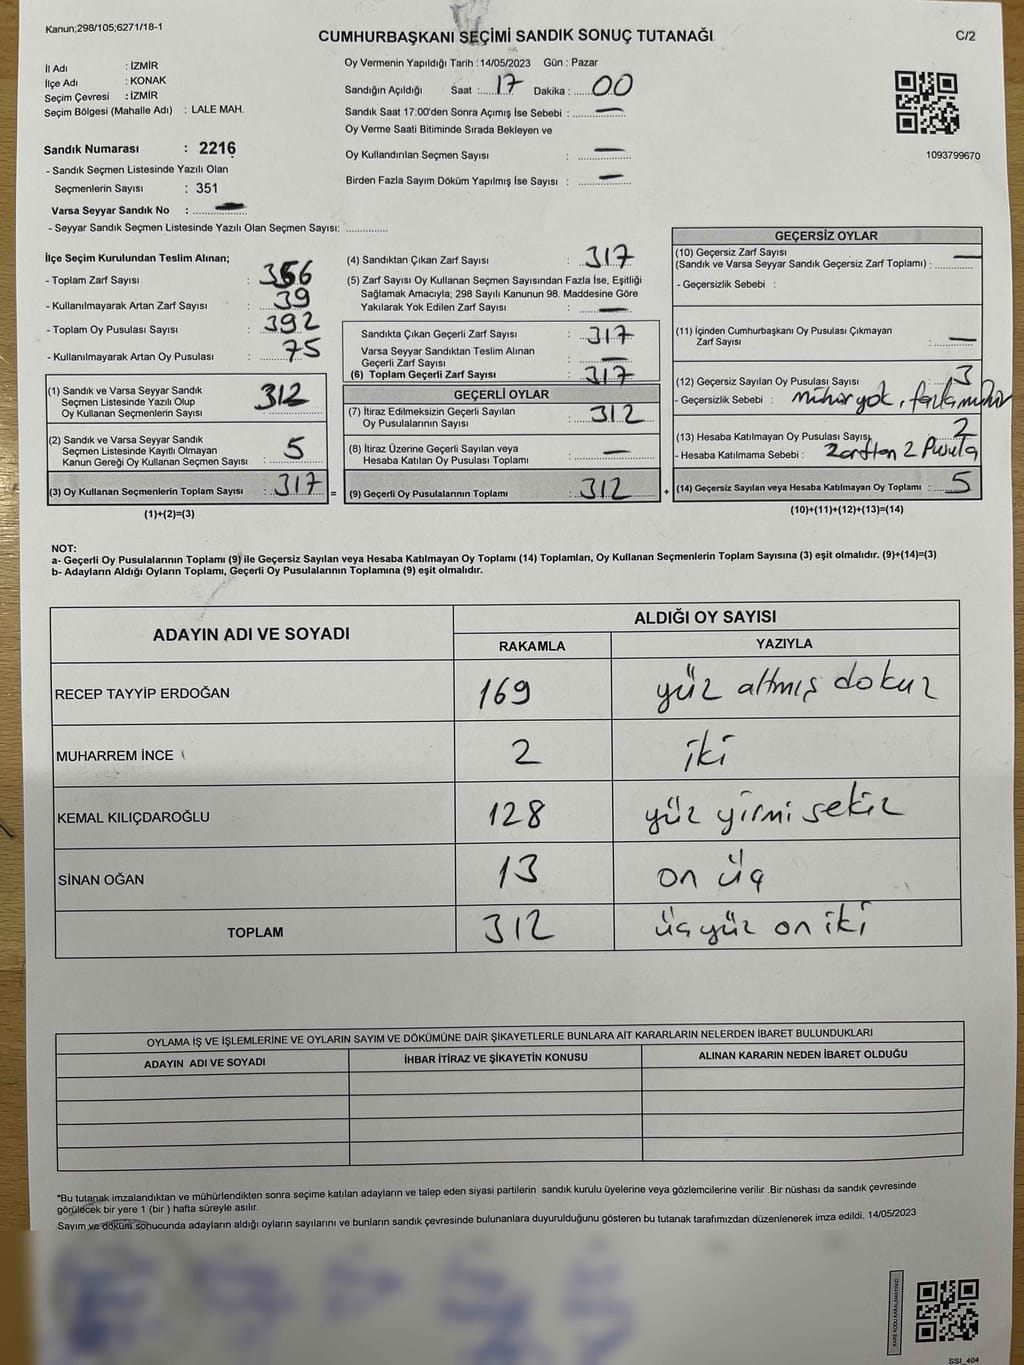 Kanun;298/105;6271/18-1
CUMHURBAŞKANI SEÇİMİ SANDIK SONUÇ TUTANAĞI
C/2
İl Adı : İZMİR
İlçe Adı : KONAK
Seçim Çevresi : İZMİR
Seçim Bölgesi (Mahalle Adı) : LALE MAH.
Sandık Numarası : 2216
- Sandık Seçmen Listesinde Yazılı Olan
Seçmenlerin Sayısı : 351
Varsa Seyyar Sandık No : —
- Seyyar Sandık Seçmen Listesinde Yazılı Olan Seçmen Sayısı:
Oy Vermenin Yapıldığı Tarih :14/05/2023 Gün : Pazar
Sandığın Açıldığı Saat : 17 Dakika : 00
Sandık Saat 17:00'den Sonra Açımış İse Sebebi : —
Oy Verme Saati Bitiminde Sırada Bekleyen ve
Oy Kullandırılan Seçmen Sayısı : —
Birden Fazla Sayım Döküm Yapılmış İse Sayısı : —
1093799670
İlçe Seçim Kurulundan Teslim Alınan;
- Toplam Zarf Sayısı : 356
- Kullanılmayarak Artan Zarf Sayısı : 39
- Toplam Oy Pusulası Sayısı : 392
- Kullanılmayarak Artan Oy Pusulası : 75
(1) Sandık ve Varsa Seyyar Sandık
Seçmen Listesinde Yazılı Olup
Oy Kullanan Seçmenlerin Sayısı : 312
(2) Sandık ve Varsa Seyyar Sandık
Seçmen Listesinde Kayıtlı Olmayan
Kanun Gereği Oy Kullanan Seçmen Sayısı : 5
(3) Oy Kullanan Seçmenlerin Toplam Sayısı : 317 =
(1)+(2)=(3)
(4) Sandıktan Çıkan Zarf Sayısı : 317
(5) Zarf Sayısı Oy Kullanan Seçmen Sayısından Fazla İse, Eşitliği
Sağlamak Amacıyla; 298 Sayılı Kanunun 98. Maddesine Göre
Yakılarak Yok Edilen Zarf Sayısı : —
Sandıkta Çıkan Geçerli Zarf Sayısı : 317
Varsa Seyyar Sandıktan Teslim Alınan
Geçerli Zarf Sayısı : —
(6) Toplam Geçerli Zarf Sayısı : 317
GEÇERLİ OYLAR
(7) İtiraz Edilmeksizin Geçerli Sayılan
Oy Pusulalarının Sayısı : 312
(8) İtiraz Üzerine Geçerli Sayılan veya
Hesaba Katılan Oy Pusulası Toplamı : —
(9) Geçerli Oy Pusulalarının Toplamı : 312 +
GEÇERSİZ OYLAR
(10) Geçersiz Zarf Sayısı
(Sandık ve Varsa Seyyar Sandık Geçersiz Zarf Toplamı) : —
- Geçersizlik Sebebi :
(11) İçinden Cumhurbaşkanı Oy Pusulası Çıkmayan
Zarf Sayısı : —
(12) Geçersiz Sayılan Oy Pusulası Sayısı 3
- Geçersizlik Sebebi : mühür yok, fazla mühür
(13) Hesaba Katılmayan Oy Pusulası Sayısı 2
- Hesaba Katılmama Sebebi : Zarftan 2 Pusula
(14) Geçersiz Sayılan veya Hesaba Katılmayan Oy Toplamı : 5
(10)+(11)+(12)+(13)=(14)
NOT:
a- Geçerli Oy Pusulalarının Toplamı (9) ile Geçersiz Sayılan veya Hesaba Katılmayan Oy Toplamı (14) Toplamları, Oy Kullanan Seçmenlerin Toplam Sayısına (3) eşit olmalıdır. (9)+(14)=(3)
b- Adayların Aldığı Oyların Toplamı, Geçerli Oy Pusulalarının Toplamına (9) eşit olmalıdır.
ADAYIN ADI VE SOYADI
ALDIĞI OY SAYISI
RAKAMLA YAZIYLA
RECEP TAYYİP ERDOĞAN 169 yüz altmış dokuz
MUHARREM İNCE 2 iki
KEMAL KILIÇDAROĞLU 128 yüz yirmi sekiz
SİNAN OĞAN 13 on üç
TOPLAM 312 üç yüz on iki
OYLAMA İŞ VE İŞLEMLERİNE VE OYLARIN SAYIM VE DÖKÜMÜNE DAİR ŞİKAYETLERLE BUNLARA AİT KARARLARIN NELERDEN İBARET BULUNDUKLARI
ADAYIN ADI VE SOYADI İHBAR İTİRAZ VE ŞİKAYETİN KONUSU ALINAN KARARIN NEDEN İBARET OLDUĞU
*Bu tutanak imzalandıktan ve mühürlendikten sonra seçime katılan adayların ve talep eden siyasi partilerin sandık kurulu üyelerine veya gözlemcilerine verilir .Bir nüshası da sandık çevresinde
görülecek bir yere 1 (bir ) hafta süreyle asılır.
Sayım ve döküm sonucunda adayların aldığı oyların sayılarını ve bunların sandık çevresinde bulunanlara duyurulduğunu gösteren bu tutanak tarafımızdan düzenlenerek imza edildi. 14/05/2023
KARE KODU KARALAMAYINIZ!
SSI_404